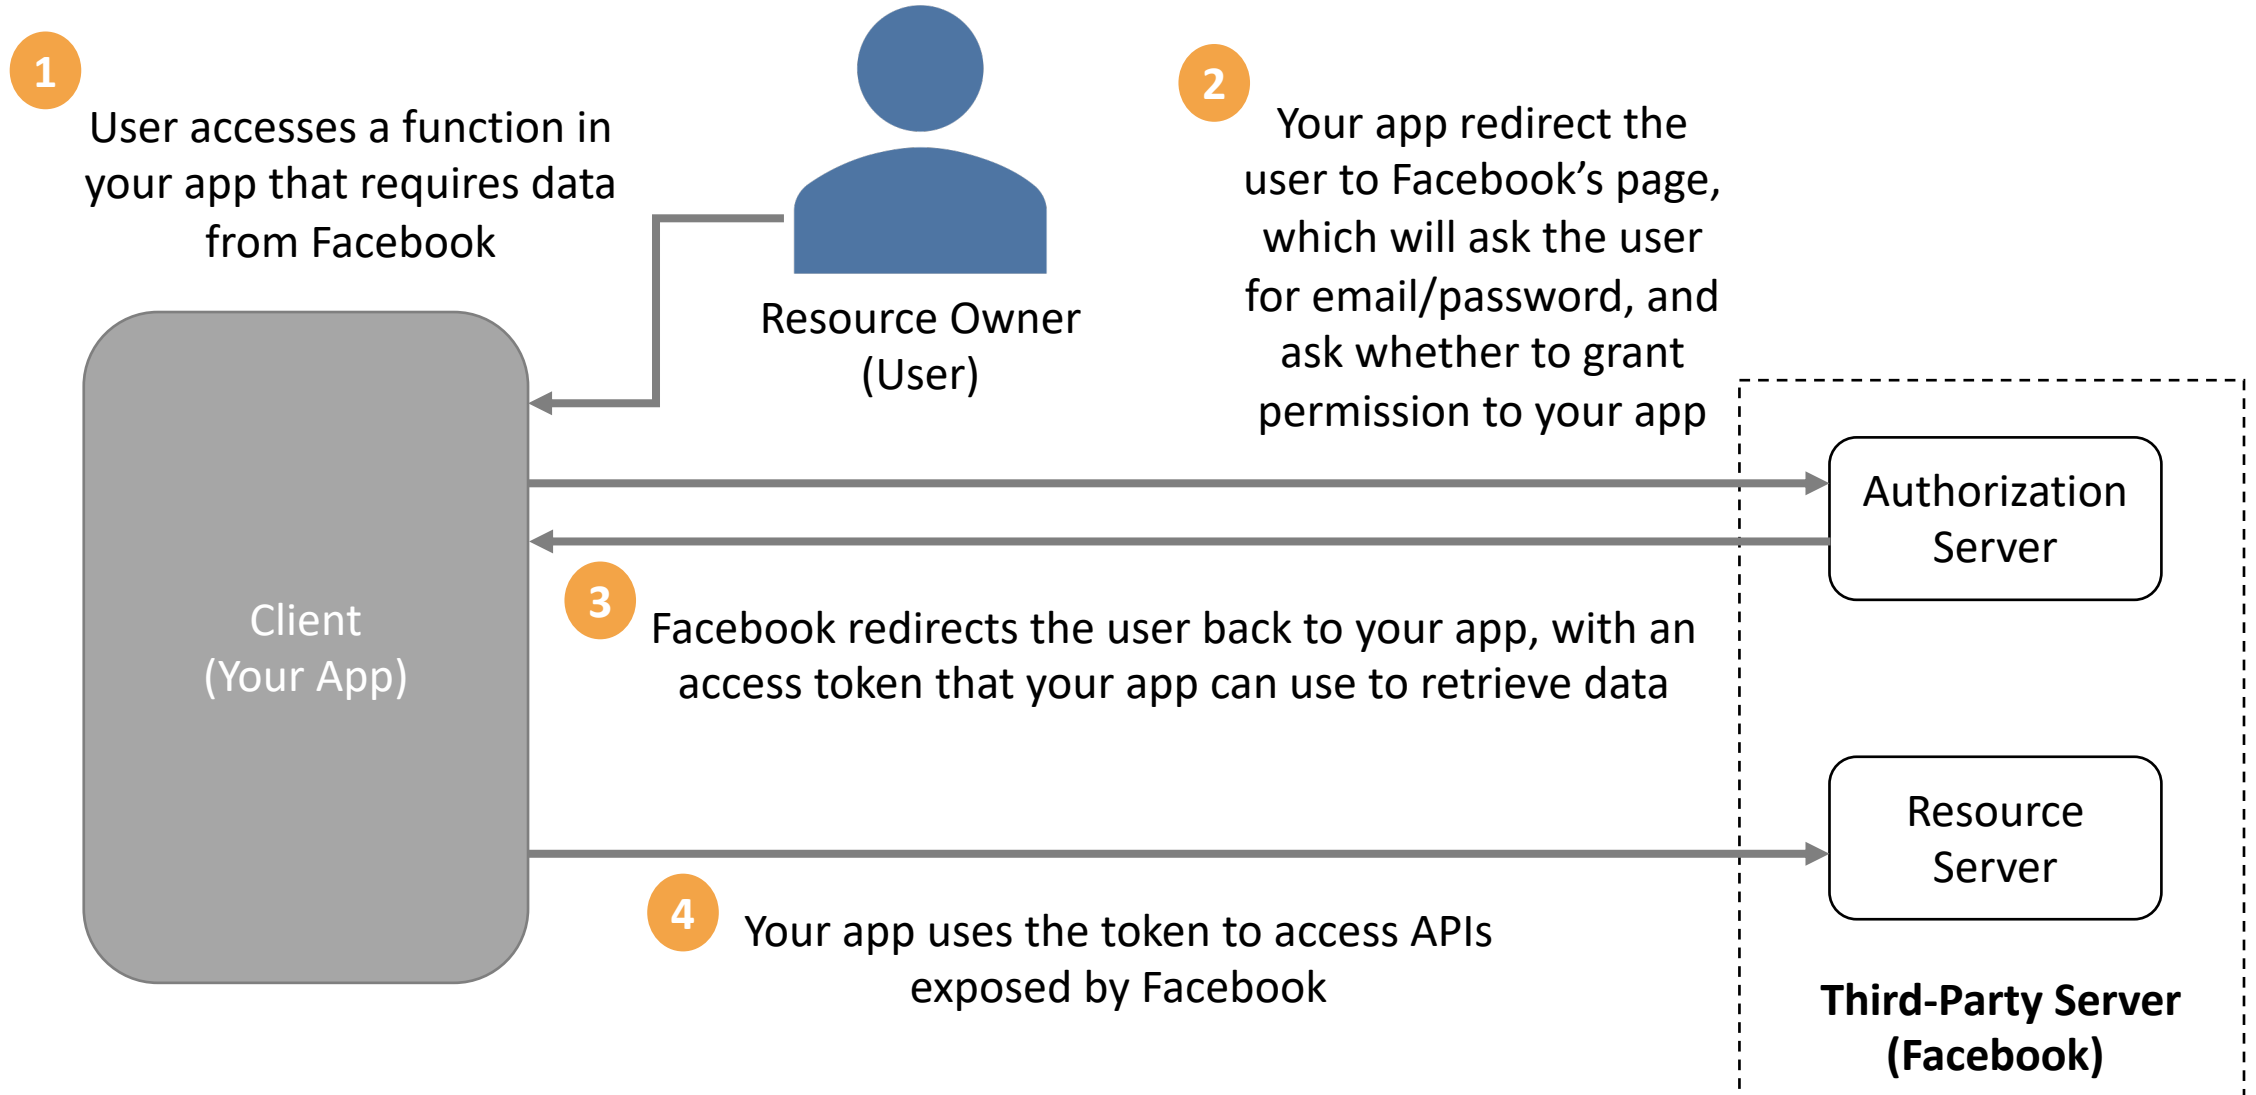 1
User accesses a function in
your app that requires data
from Facebook
Resource Owner
(User)
2
Your app redirect the
user to Facebook’s page,
which will ask the user
for email/password, and
ask whether to grant
permission to your app
Authorization
Server
Client
(Your App)
3
Facebook redirects the user back to your app, with an
access token that your app can use to retrieve data
Resource
Server
4
Your app uses the token to access APIs
exposed by Facebook
Third-Party Server
(Facebook)